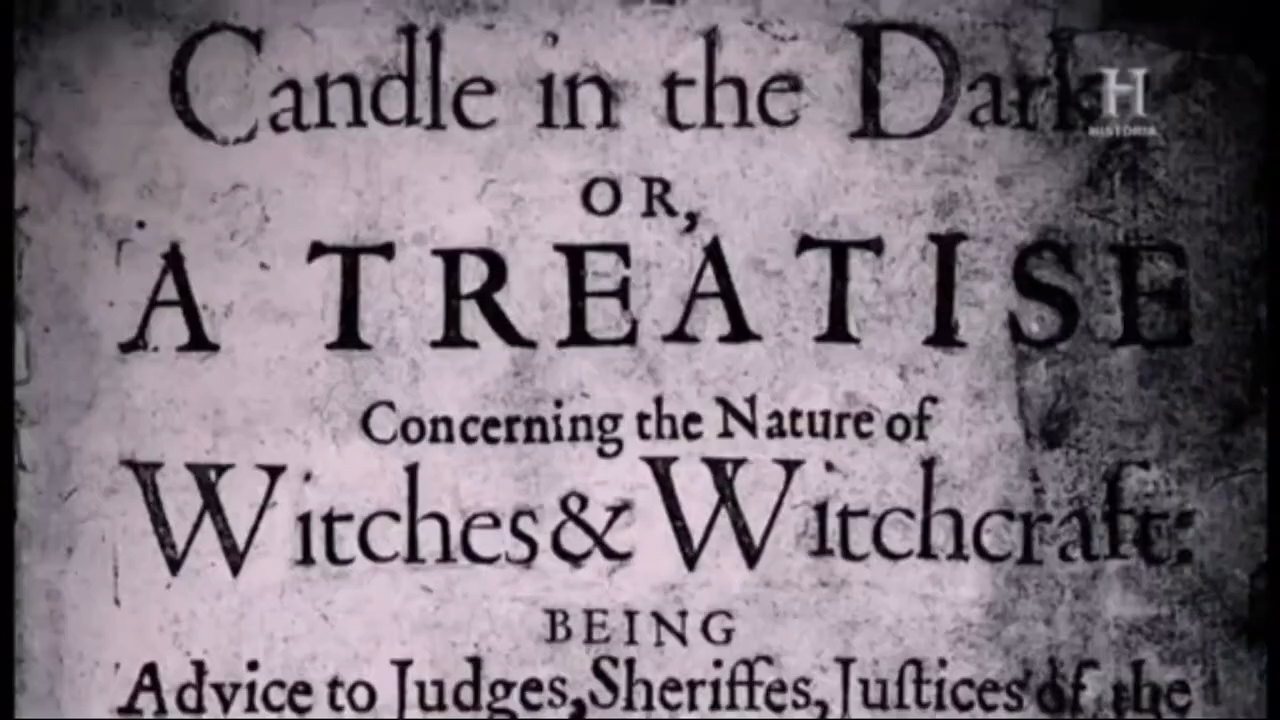 Candle in the Dark
H
HISTORIA
OR,
A TREATISE
Concerning the Nature of
Witches & Witchcraft:
BEING
Advice to Judges, Sheriffes, Juſtices of the